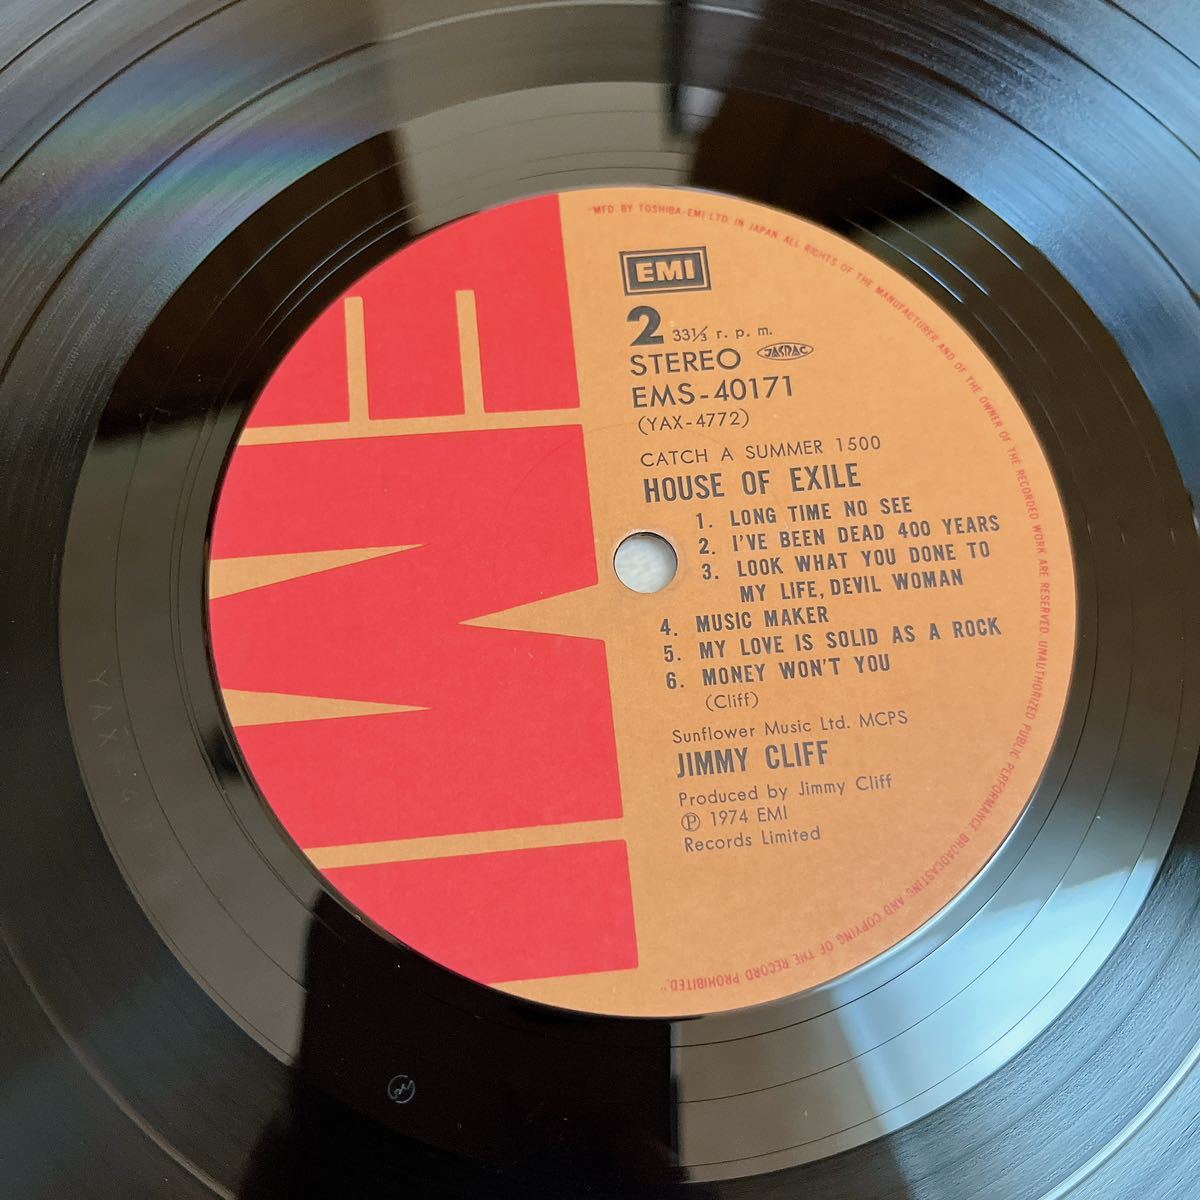 "MFD. BY TOSHIBA-EMI LTD. IN JAPAN ALL RIGHTS OF THE MANUFACTURER AND OF THE OWNER OF THE RECORDED WORK ARE RESERVED. UNAUTHORIZED PUBLIC PERFORMANCE BROADCASTING AND COPYING OF THE RECORD PROHIBITED."
EMI
EMI
2 33⅓ r. p. m.
STEREO JASRAC
EMS-40171
(YAX-4772)
CATCH A SUMMER 1500
HOUSE OF EXILE
1. LONG TIME NO SEE
2. I'VE BEEN DEAD 400 YEARS
3. LOOK WHAT YOU DONE TO
MY LIFE, DEVIL WOMAN
4. MUSIC MAKER
5. MY LOVE IS SOLID AS A ROCK
6. MONEY WON'T YOU
(Cliff)
Sunflower Music Ltd. MCPS
JIMMY CLIFF
Produced by Jimmy Cliff
Ⓟ 1974 EMI
Records Limited